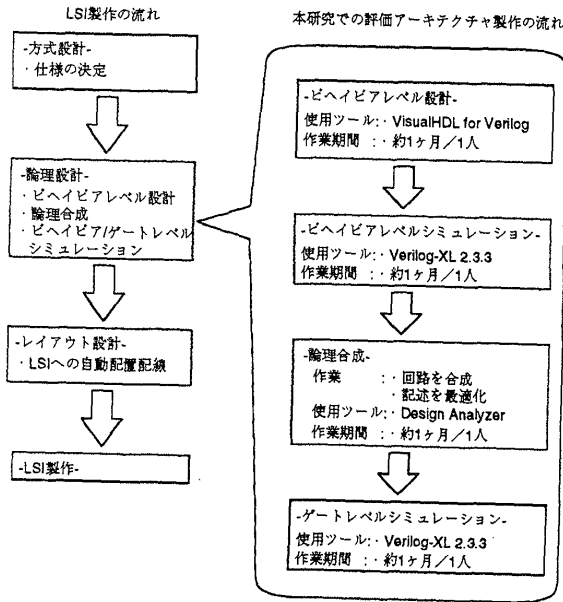 LSI製作の流れ
-方式設計-
・仕様の決定
-論理設計-
・ビヘイビアレベル設計
・論理合成
・ビヘイビア/ゲートレベル
シミュレーション
-レイアウト設計-
・LSIへの自動配置配線
-LSI製作-
本研究での評価アーキテクチャ製作の流れ
-ビヘイビアレベル設計-
使用ツール:・VisualHDL for Verilog
作業期間 :・約1ヶ月/1人
-ビヘイビアレベルシミュレーション-
使用ツール:・Verilog-XL 2.3.3
作業期間 :・約1ヶ月/1人
-論理合成-
作業 :・回路を合成
・記述を最適化
使用ツール:・Design Analyzer
作業期間 :・約1ヶ月/1人
-ゲートレベルシミュレーション-
使用ツール:・Verilog-XL 2.3.3
作業期間 :・約1ヶ月/1人